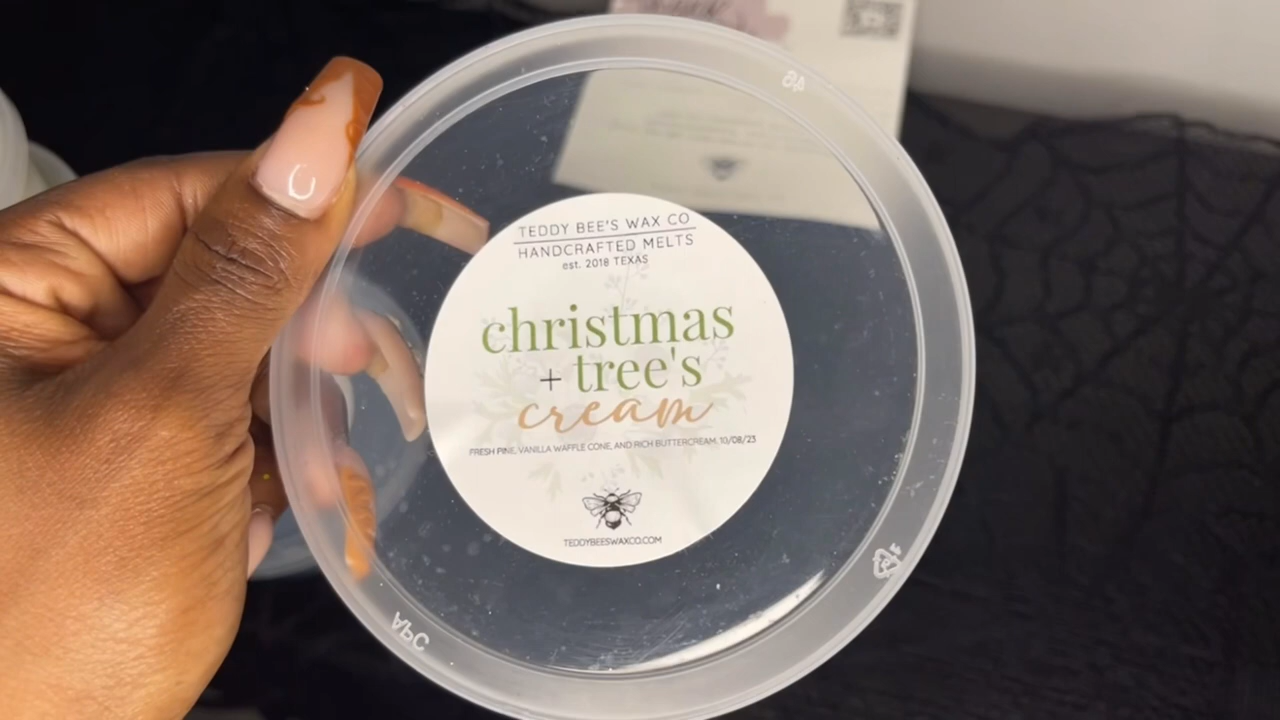 TEDDY BEE'S WAX CO
HANDCRAFTED MELTS
est. 2018 TEXAS
christmas
+ tree's
cream
FRESH PINE, VANILLA WAFFLE CONE, AND RICH BUTTERCREAM. 10/08/23
TEDDYBEESWAXCO.COM
APC